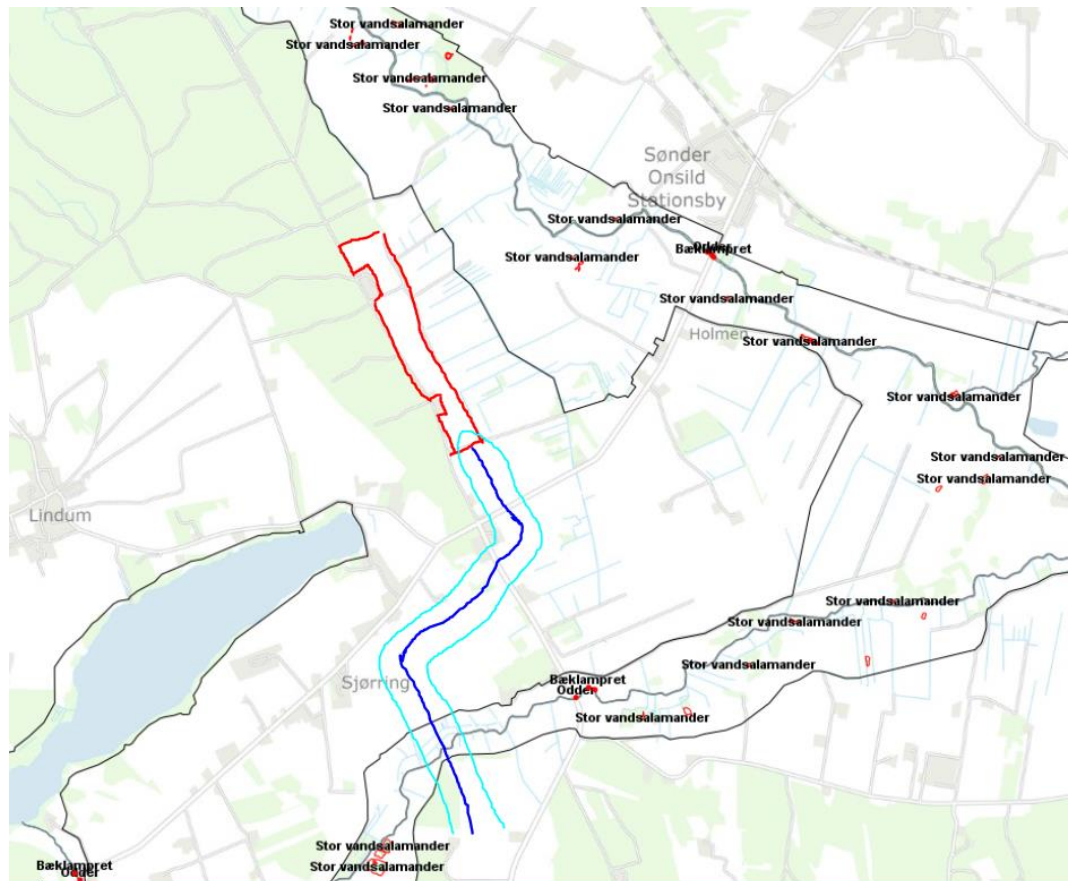 Stor vandsalamander
Stor vandsalamander
Stor vandsalamander
Stor vandsalamander
Sønder
Onsild
Stationsby
Stor vandsalamander
Odder
Bæklampret
Stor vandsalamander
Stor vandsalamander
Holmen
Stor vandsalamander
Stor vandsalamander
Stor vandsalamander
Stor vandsalamander
Lindum
Stor vandsalamander
Stor vandsalamander
Stor vandsalamander
Sjørring
Bæklampret
Odder
Stor vandsalamander
Stor vandsalamander
Stor vandsalamander
Bæklampret
Odder